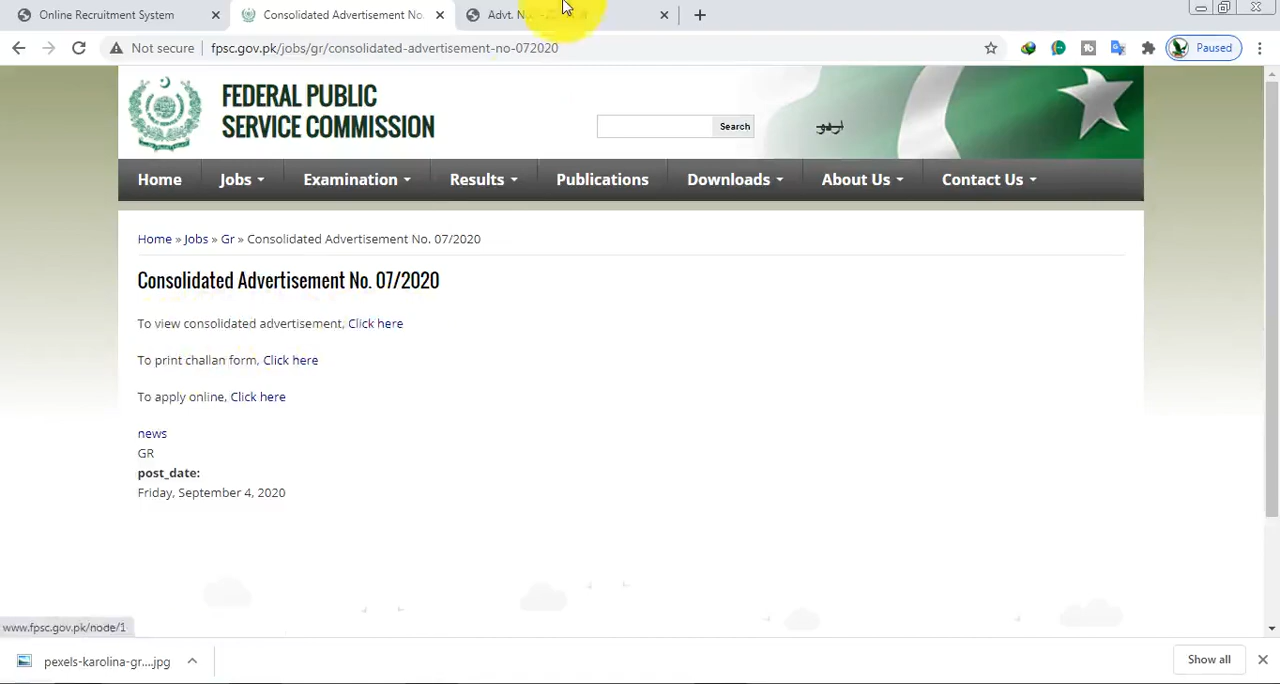 Online Recruitment System
Consolidated Advertisement No.
Advt. N
Not secure
fpsc.gov.pk/jobs/gr/consolidated-advertisement-no-072020
Paused
FEDERAL PUBLIC
SERVICE COMMISSION
Search
اردو
Home
Jobs
Examination
Results
Publications
Downloads
About Us
Contact Us
Home » Jobs » Gr » Consolidated Advertisement No. 07/2020
Consolidated Advertisement No. 07/2020
To view consolidated advertisement, Click here
To print challan form, Click here
To apply online, Click here
news
GR
post_date:
Friday, September 4, 2020
www.fpsc.gov.pk/node/1
pexels-karolina-gr....jpg
Show all